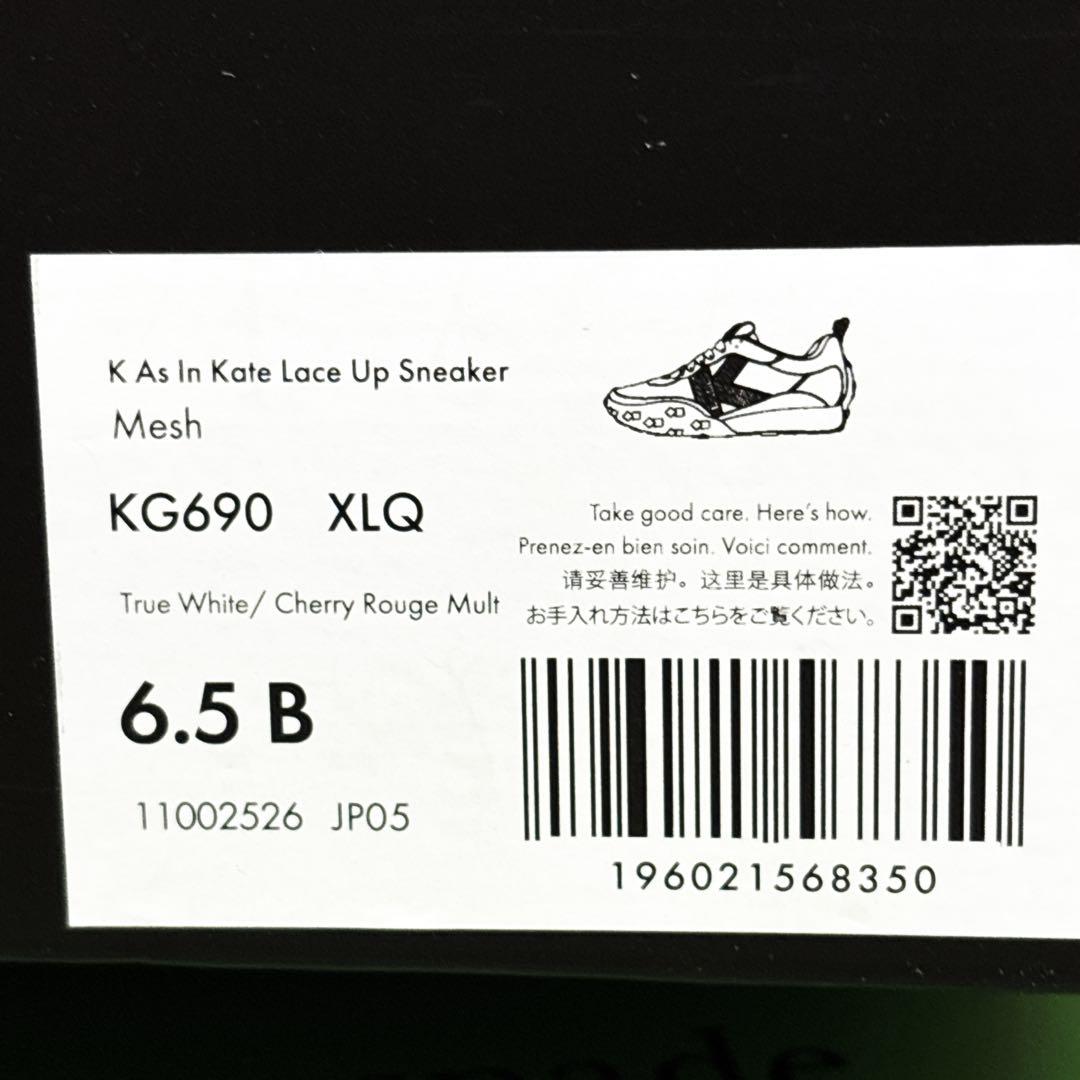 K As In Kate Lace Up Sneaker
Mesh
KG690 XLQ
True White/ Cherry Rouge Mult
6.5 B
11002526 JP05
Take good care. Here's how.
Prenez-en bien soin. Voici comment.
请妥善维护。这里是具体做法。
お手入れ方法はこちらをご覧ください。
196021568350